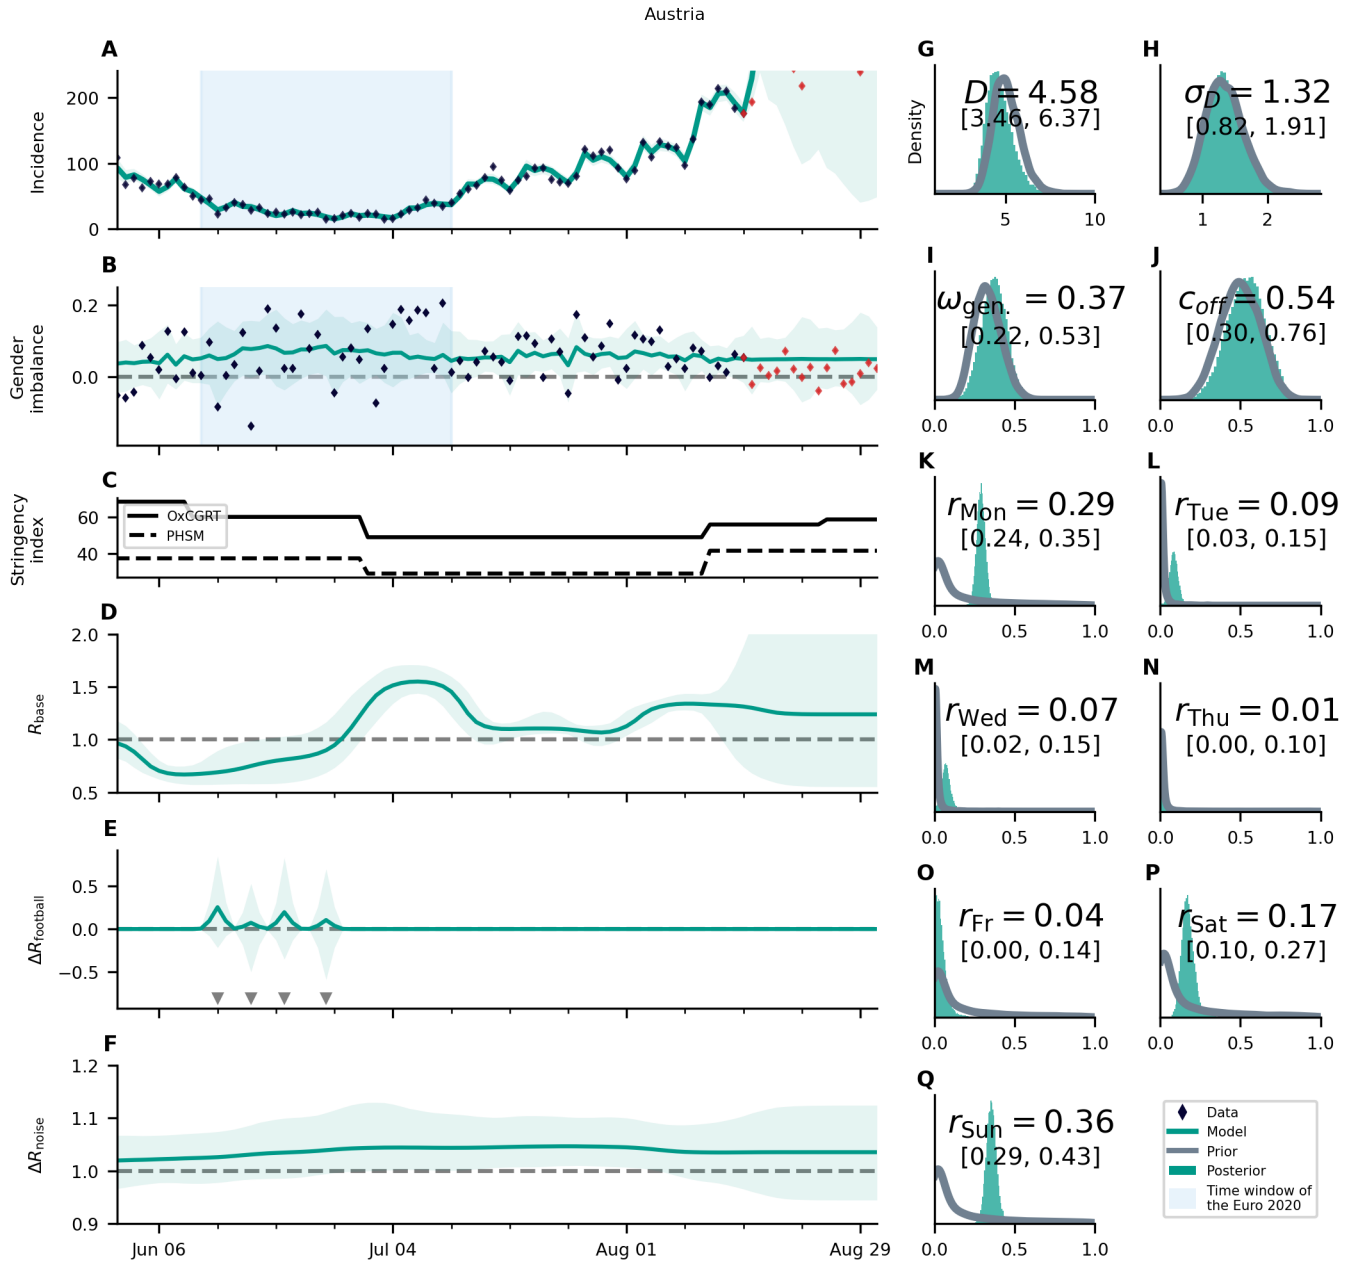 Austria
A
Incidence
200
100
0
B
Gender
imbalance
0.2
0.0
C
Stringency
index
60
40
OxCGRT
PHSM
D
R_base
2.0
1.5
1.0
0.5
E
ΔR_football
0.5
0.0
−0.5
F
ΔR_noise
1.2
1.1
1.0
0.9
Jun 06 Jul 04 Aug 01 Aug 29
G
Density
D = 4.58
[3.46, 6.37]
5 10
H
σ_D = 1.32
[0.82, 1.91]
1 2
I
ω_gen. = 0.37
[0.22, 0.53]
0.0 0.5 1.0
J
c_off = 0.54
[0.30, 0.76]
0.0 0.5 1.0
K
r_Mon = 0.29
[0.24, 0.35]
0.0 0.5 1.0
L
r_Tue = 0.09
[0.03, 0.15]
0.0 0.5 1.0
M
r_Wed = 0.07
[0.02, 0.15]
0.0 0.5 1.0
N
r_Thu = 0.01
[0.00, 0.10]
0.0 0.5 1.0
O
r_Fr = 0.04
[0.00, 0.14]
0.0 0.5 1.0
P
r_Sat = 0.17
[0.10, 0.27]
0.0 0.5 1.0
Q
r_Sun = 0.36
[0.29, 0.43]
0.0 0.5 1.0
Data
Model
Prior
Posterior
Time window of
the Euro 2020